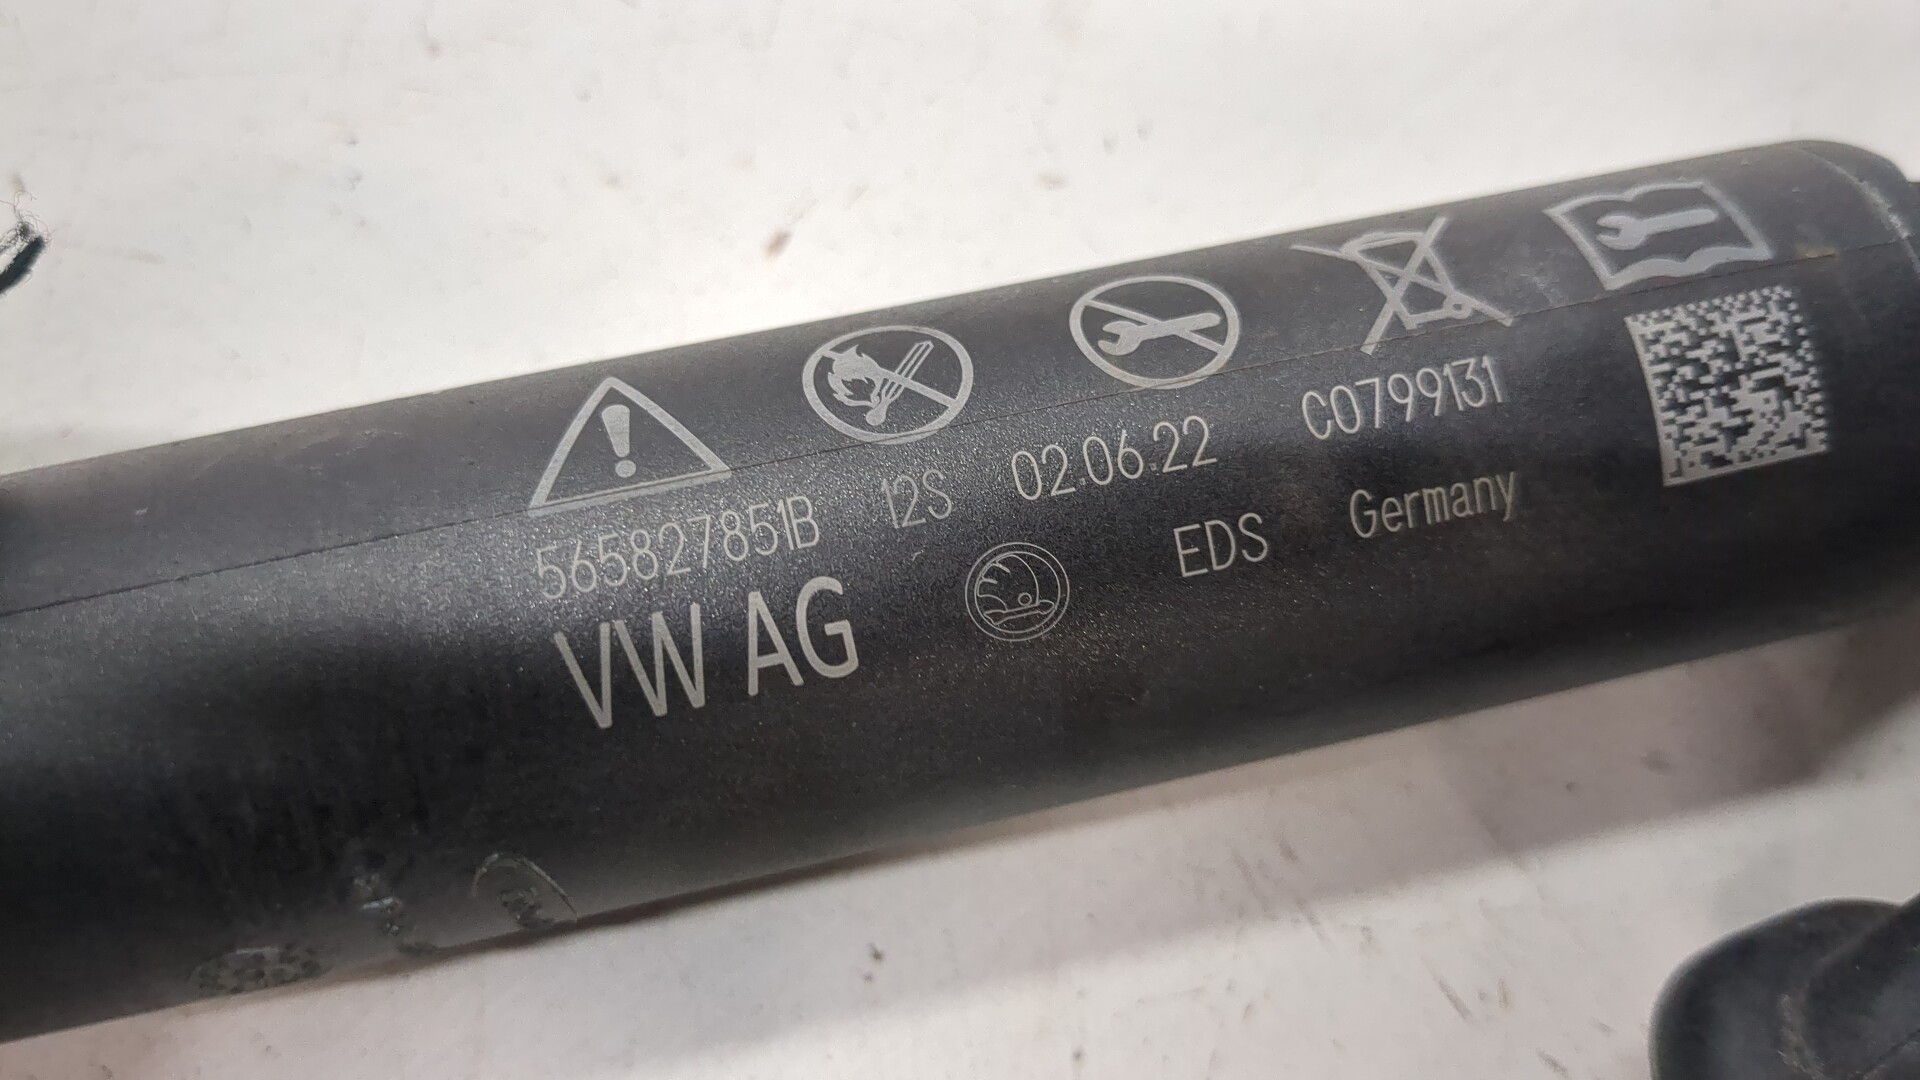 565827851B 12S 02.06.22 C0799131
VW AG EDS Germany